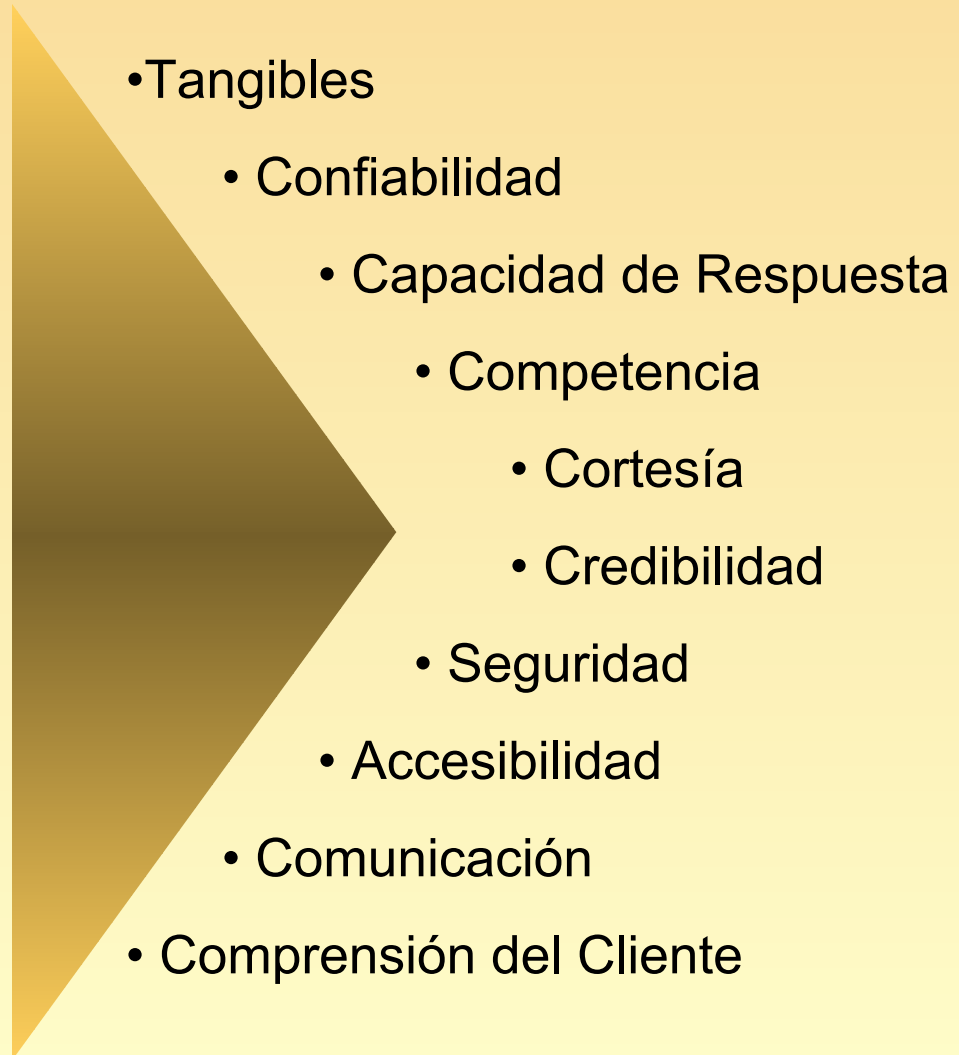 •Tangibles
• Confiabilidad
• Capacidad de Respuesta
• Competencia
• Cortesía
• Credibilidad
• Seguridad
• Accesibilidad
• Comunicación
• Comprensión del Cliente